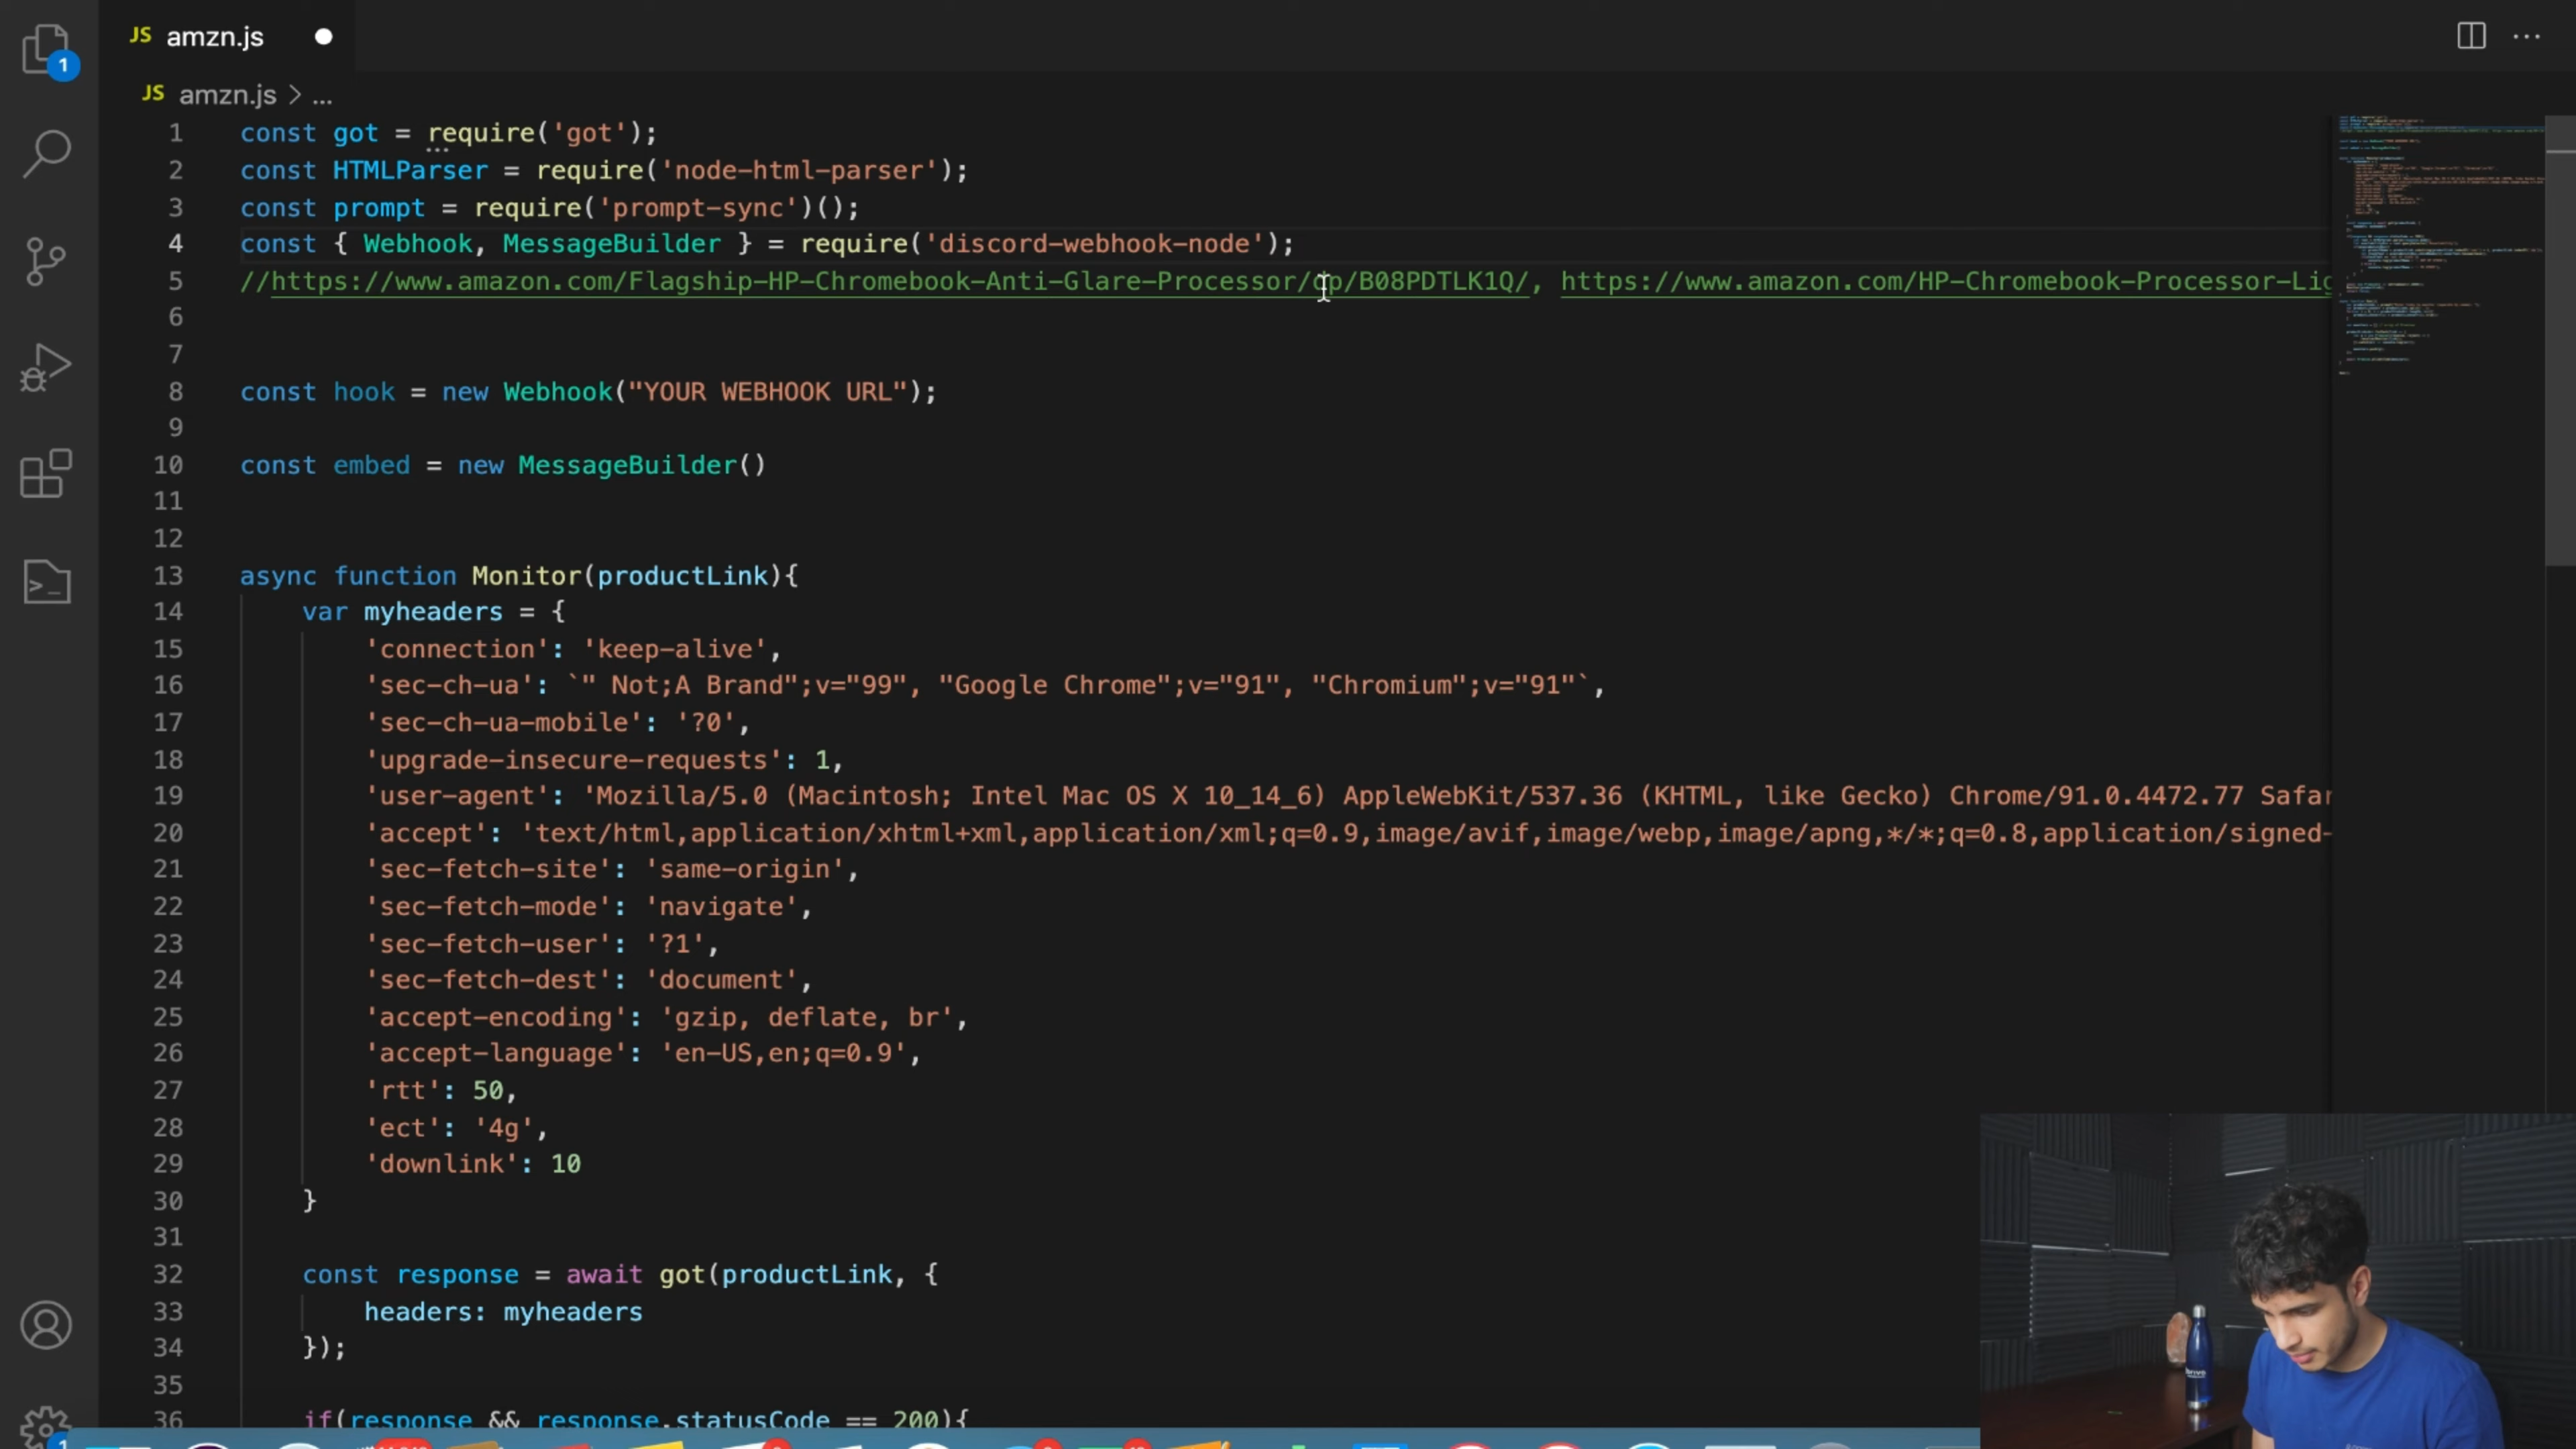 JS amzn.js
1
JS amzn.js > ...
1 const got = require('got');
2 const HTMLParser = require('node-html-parser');
3 const prompt = require('prompt-sync')();
4 const { Webhook, MessageBuilder } = require('discord-webhook-node');
5 //https://www.amazon.com/Flagship-HP-Chromebook-Anti-Glare-Processor/dp/B08PDTLK1Q/, https://www.amazon.com/HP-Chromebook-Processor-Lig
6
7
8 const hook = new Webhook("YOUR WEBHOOK URL");
9
10 const embed = new MessageBuilder()
11
12
13 async function Monitor(productLink){
14 var myheaders = {
15 'connection': 'keep-alive',
16 'sec-ch-ua': `" Not;A Brand";v="99", "Google Chrome";v="91", "Chromium";v="91"`,
17 'sec-ch-ua-mobile': '?0',
18 'upgrade-insecure-requests': 1,
19 'user-agent': 'Mozilla/5.0 (Macintosh; Intel Mac OS X 10_14_6) AppleWebKit/537.36 (KHTML, like Gecko) Chrome/91.0.4472.77 Safar
20 'accept': 'text/html,application/xhtml+xml,application/xml;q=0.9,image/avif,image/webp,image/apng,*/*;q=0.8,application/signed-
21 'sec-fetch-site': 'same-origin',
22 'sec-fetch-mode': 'navigate',
23 'sec-fetch-user': '?1',
24 'sec-fetch-dest': 'document',
25 'accept-encoding': 'gzip, deflate, br',
26 'accept-language': 'en-US,en;q=0.9',
27 'rtt': 50,
28 'ect': '4g',
29 'downlink': 10
30 }
31
32 const response = await got(productLink, {
33 headers: myheaders
34 });
35
36 if(response && response.statusCode == 200){